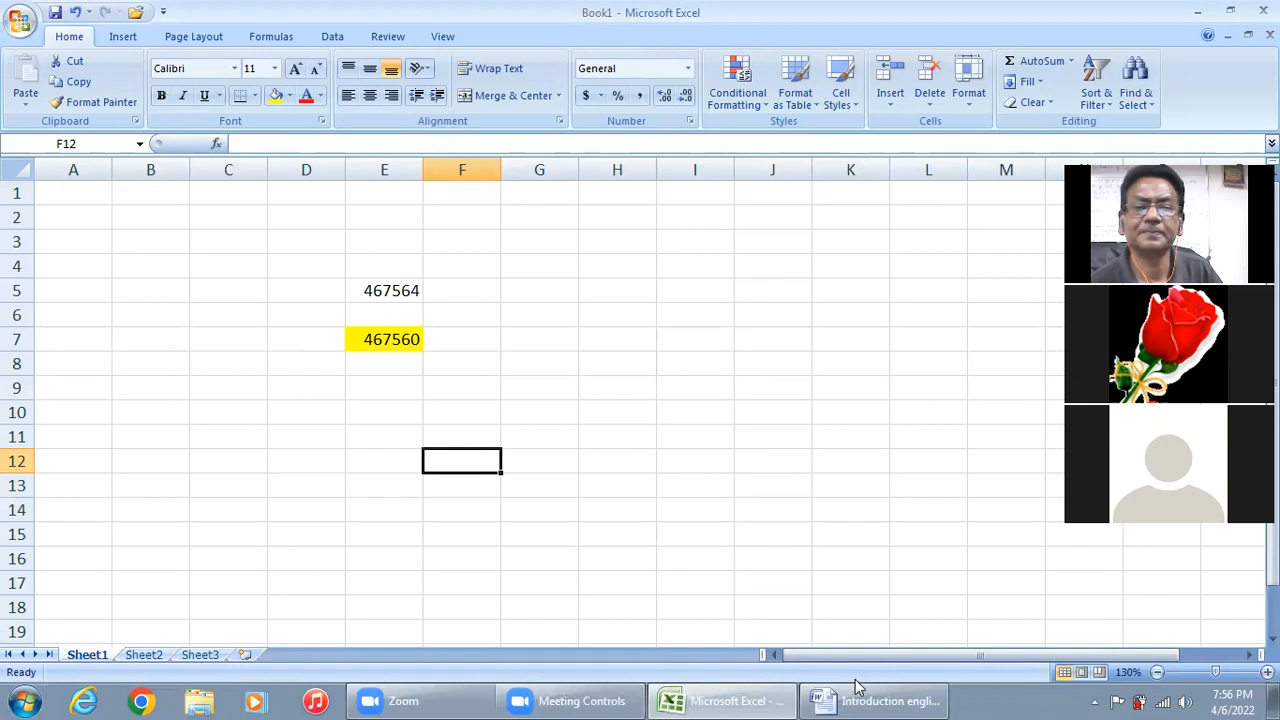 Book1 - Microsoft Excel
Home Insert Page Layout Formulas Data Review View
Paste
Cut
Copy
Format Painter
Clipboard
Calibri 11
B I U
Font
Wrap Text
Merge & Center
Alignment
General
$ % ,
Number
Conditional Formatting
Format as Table
Cell Styles
Styles
Insert Delete Format
Cells
Σ AutoSum
Fill
Clear
Sort & Filter
Find & Select
Editing
F12 fx
A B C D E F G H I J K L M
1
2
3
4
5 467564
6
7 467560
8
9
10
11
12
13
14
15
16
17
18
19
Sheet1 Sheet2 Sheet3
Ready 130%
Zoom Meeting Controls Microsoft Excel - ... Introduction engli... 7:56 PM
4/6/2022